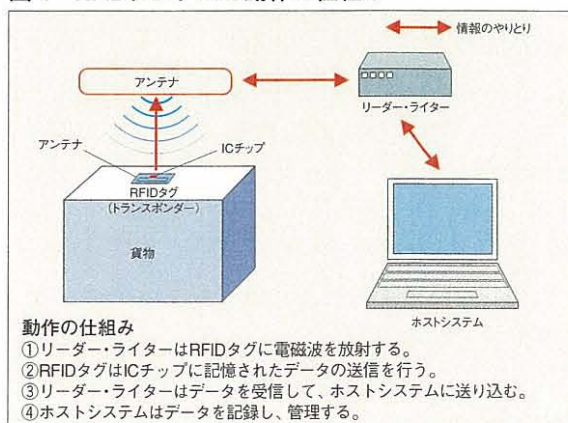 情報のやりとり
アンテナ
リーダー・ライター
アンテナ
ICチップ
RFIDタグ
(トランスポンダー)
貨物
ホストシステム
動作の仕組み
①リーダー・ライターはRFIDタグに電磁波を放射する。
②RFIDタグはICチップに記憶されたデータの送信を行う。
③リーダー・ライターはデータを受信して、ホストシステムに送り込む。
④ホストシステムはデータを記録し、管理する。